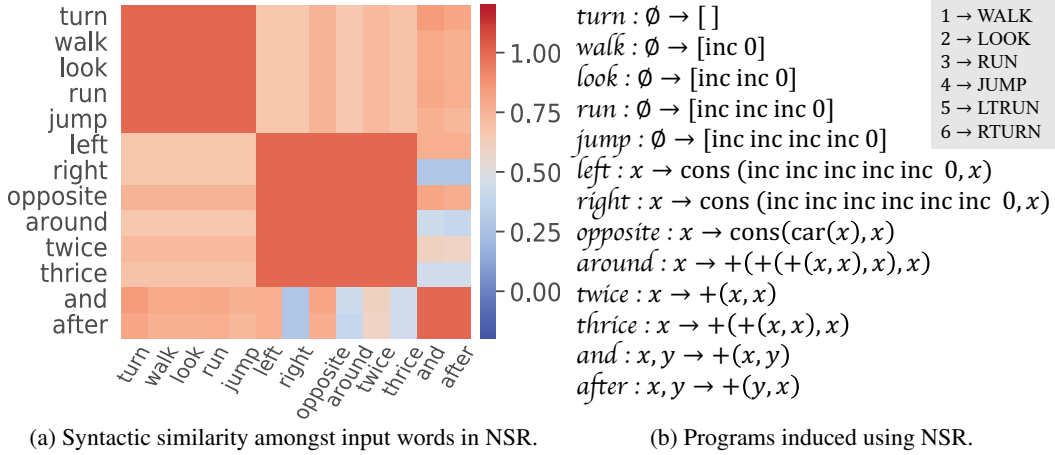 turn
walk
look
run
jump
left
right
opposite
around
twice
thrice
and
after
turn
walk
look
run
jump
left
right
opposite
around
twice
thrice
and
after
1.00
0.75
0.50
0.25
0.00
turn : ∅ → [ ]
walk : ∅ → [inc 0]
look : ∅ → [inc inc 0]
run : ∅ → [inc inc inc 0]
jump : ∅ → [inc inc inc inc 0]
left : x → cons (inc inc inc inc inc 0, x)
right : x → cons (inc inc inc inc inc inc 0, x)
opposite : x → cons(car(x), x)
around : x → +(+(+(x, x), x), x)
twice : x → +(x, x)
thrice : x → +(+(x, x), x)
and : x, y → +(x, y)
after : x, y → +(y, x)
1 → WALK
2 → LOOK
3 → RUN
4 → JUMP
5 → LTRUN
6 → RTURN
(a) Syntactic similarity amongst input words in NSR.
(b) Programs induced using NSR.